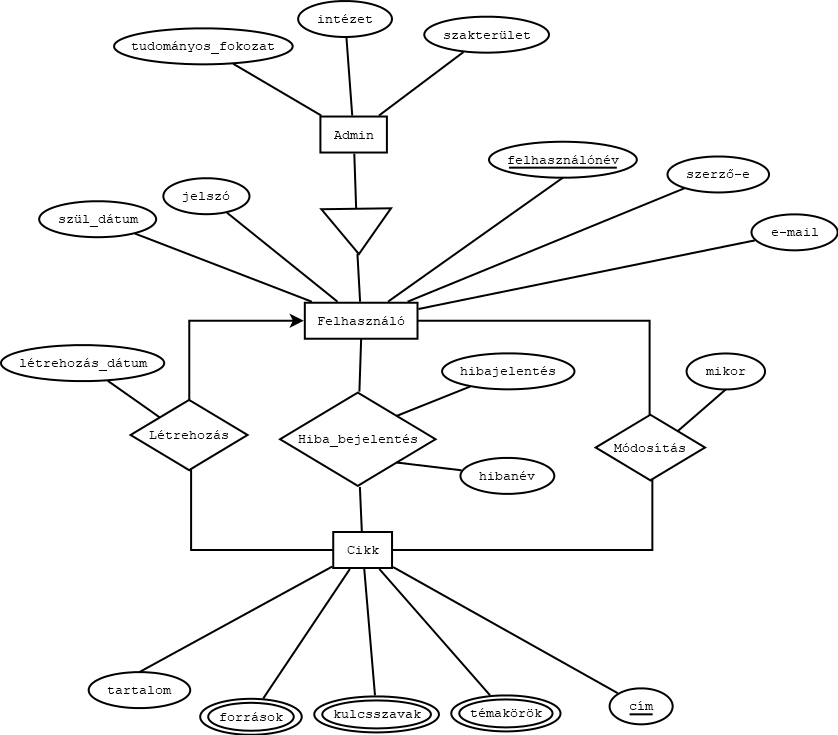 intézet
szakterület
tudományos_fokozat
Admin
felhasználónév
szerző-e
jelszó
szül_dátum
e-mail
Felhasználó
létrehozás_dátum
hibajelentés
mikor
Létrehozás
Hiba_bejelentés
Módosítás
hibanév
Cikk
tartalom
források
kulcsszavak
témakörök
cím